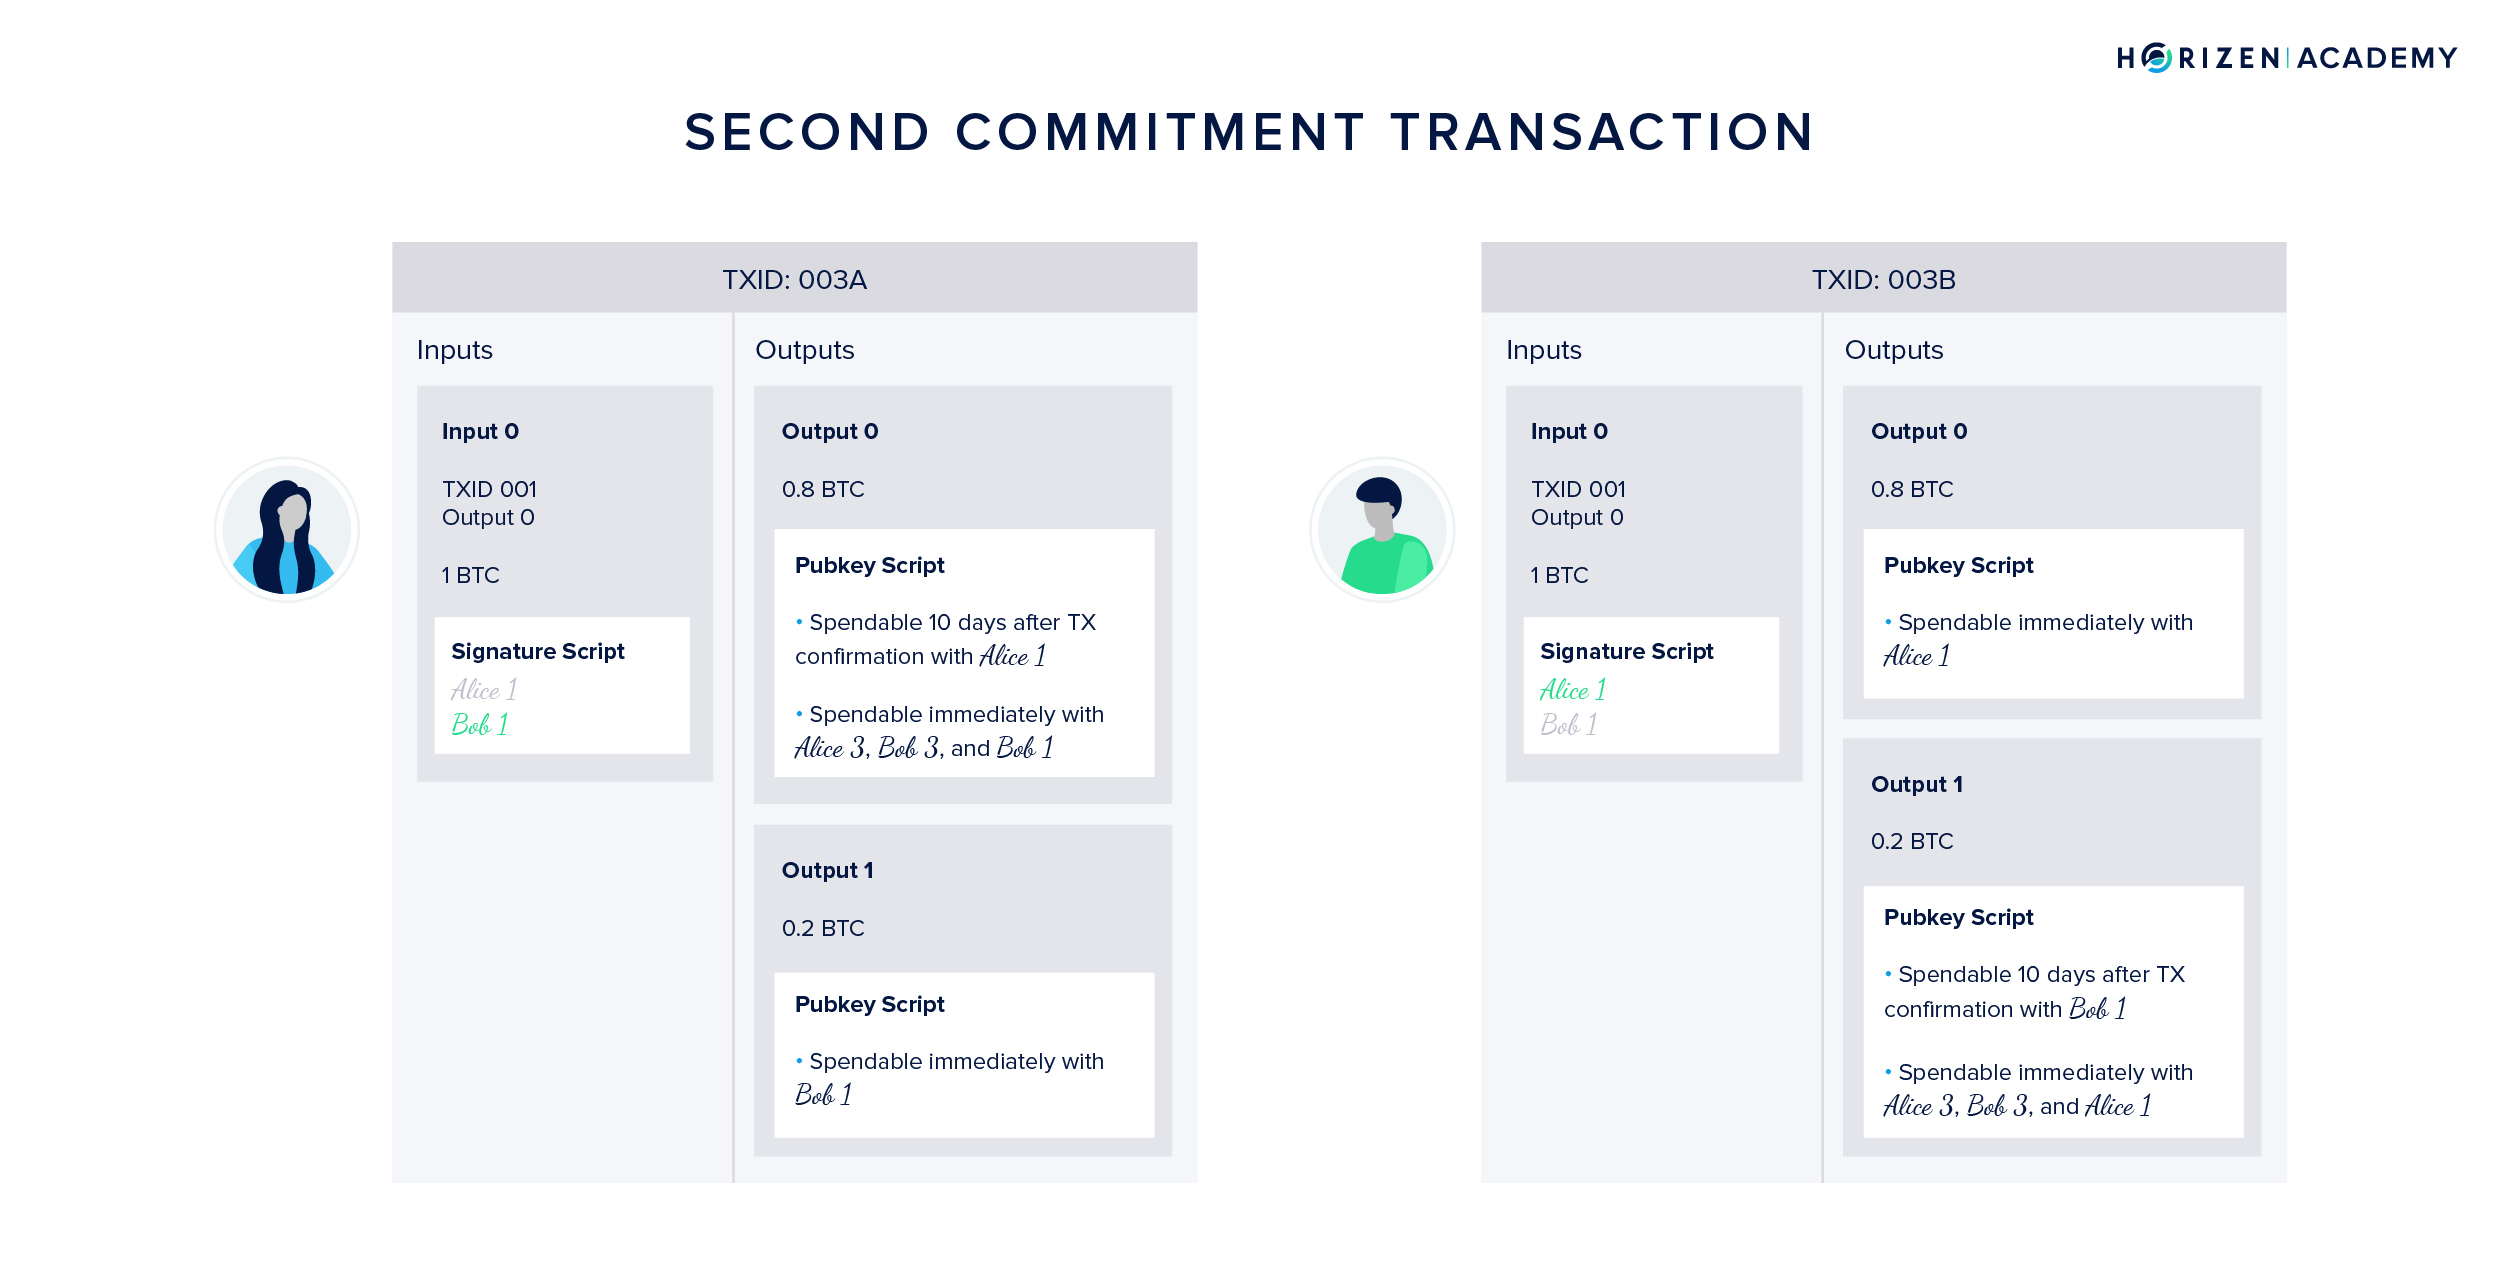 HORIZEN | ACADEMY
SECOND COMMITMENT TRANSACTION
TXID: 003A
Inputs
Input 0
TXID 001
Output 0
1 BTC
Signature Script
Alice 1
Bob 1
Outputs
Output 0
0.8 BTC
Pubkey Script
• Spendable 10 days after TX
confirmation with Alice 1
• Spendable immediately with
Alice 3, Bob 3, and Bob 1
Output 1
0.2 BTC
Pubkey Script
• Spendable immediately with
Bob 1
TXID: 003B
Inputs
Input 0
TXID 001
Output 0
1 BTC
Signature Script
Alice 1
Bob 1
Outputs
Output 0
0.8 BTC
Pubkey Script
• Spendable immediately with
Alice 1
Output 1
0.2 BTC
Pubkey Script
• Spendable 10 days after TX
confirmation with Bob 1
• Spendable immediately with
Alice 3, Bob 3, and Alice 1